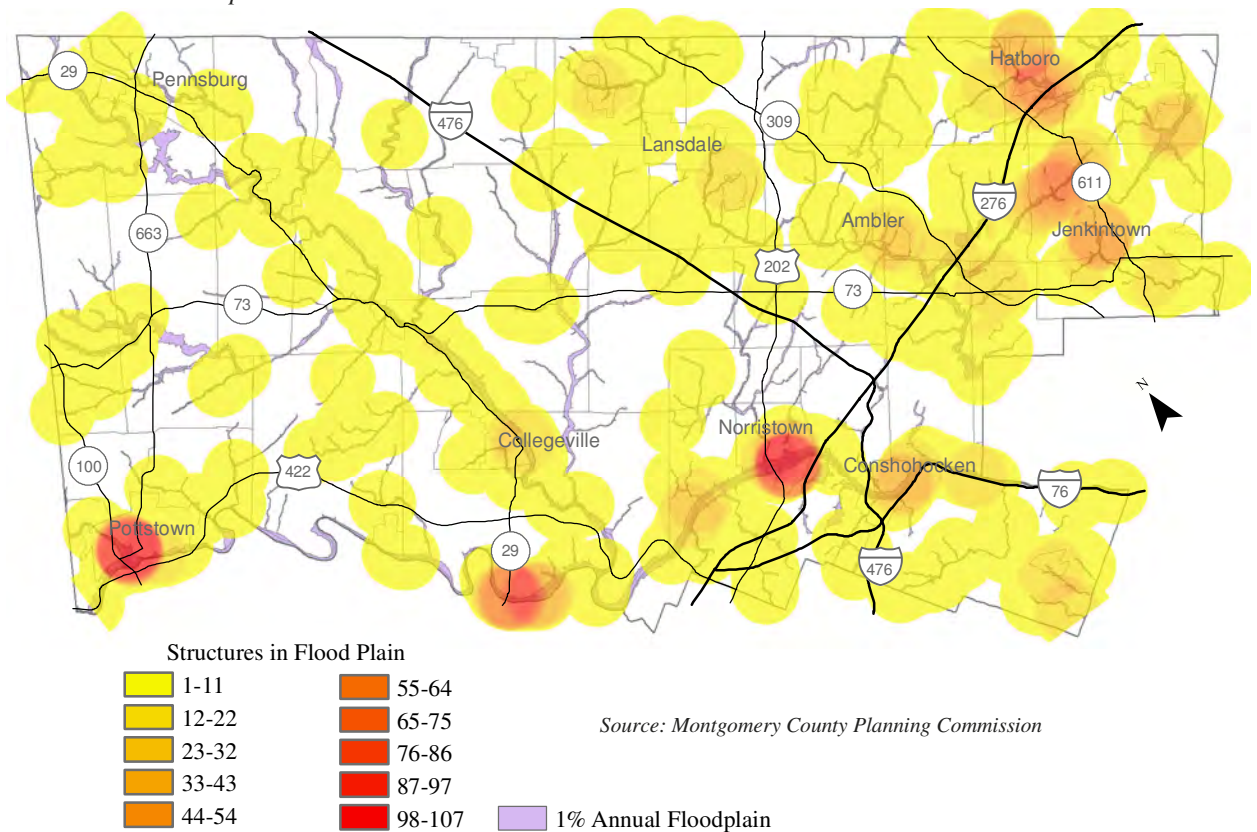 29
Pennsburg
476
Lansdale
309
Hatboro
276
611
Jenkintown
Ambler
663
202
73
73
N
Collegeville
Norristown
Conshohocken
100
422
76
Pottstown
29
476
Structures in Flood Plain
1-11
12-22
23-32
33-43
44-54
55-64
65-75
76-86
87-97
98-107
1% Annual Floodplain
Source: Montgomery County Planning Commission